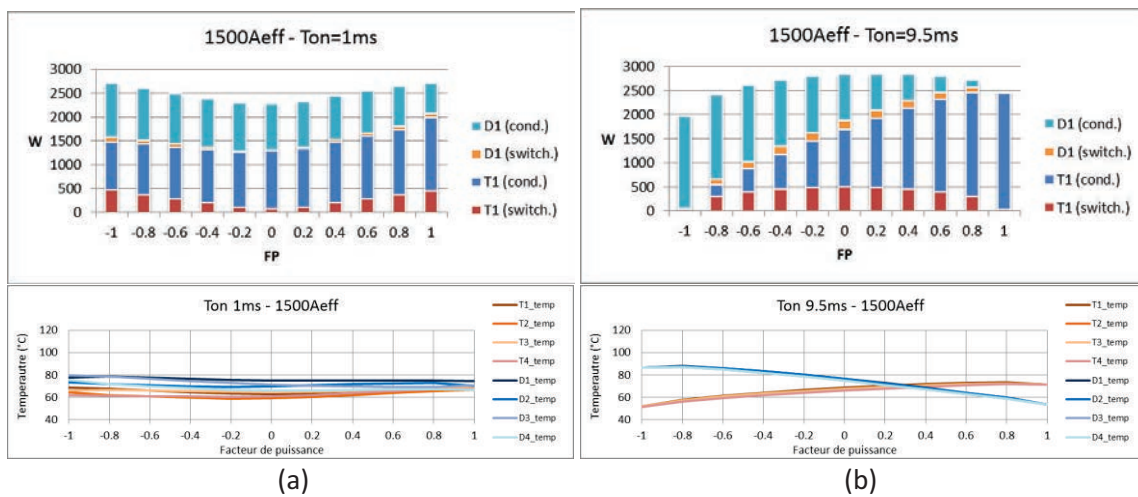 1500Aeff - Ton=1ms
3000
2500
2000
1500
1000
500
0
W
-1 -0.8 -0.6 -0.4 -0.2 0 0.2 0.4 0.6 0.8 1
FP
D1 (cond.)
D1 (switch.)
T1 (cond.)
T1 (switch.)
1500Aeff - Ton=9.5ms
3000
2500
2000
1500
1000
500
0
W
-1 -0.8 -0.6 -0.4 -0.2 0 0.2 0.4 0.6 0.8 1
FP
D1 (cond.)
D1 (switch.)
T1 (cond.)
T1 (switch.)
Ton 1ms - 1500Aeff
Temperautre (°C)
120
100
80
60
40
-1 -0.8 -0.6 -0.4 -0.2 0 0.2 0.4 0.6 0.8 1
Facteur de puissance
T1_temp
T2_temp
T3_temp
T4_temp
D1_temp
D2_temp
D3_temp
D4_temp
Ton 9.5ms - 1500Aeff
Temperautre (°C)
120
100
80
60
40
-1 -0.8 -0.6 -0.4 -0.2 0 0.2 0.4 0.6 0.8 1
Facteur de puissance
T1_temp
T2_temp
T3_temp
T4_temp
D1_temp
D2_temp
D3_temp
D4_temp
(a)
(b)